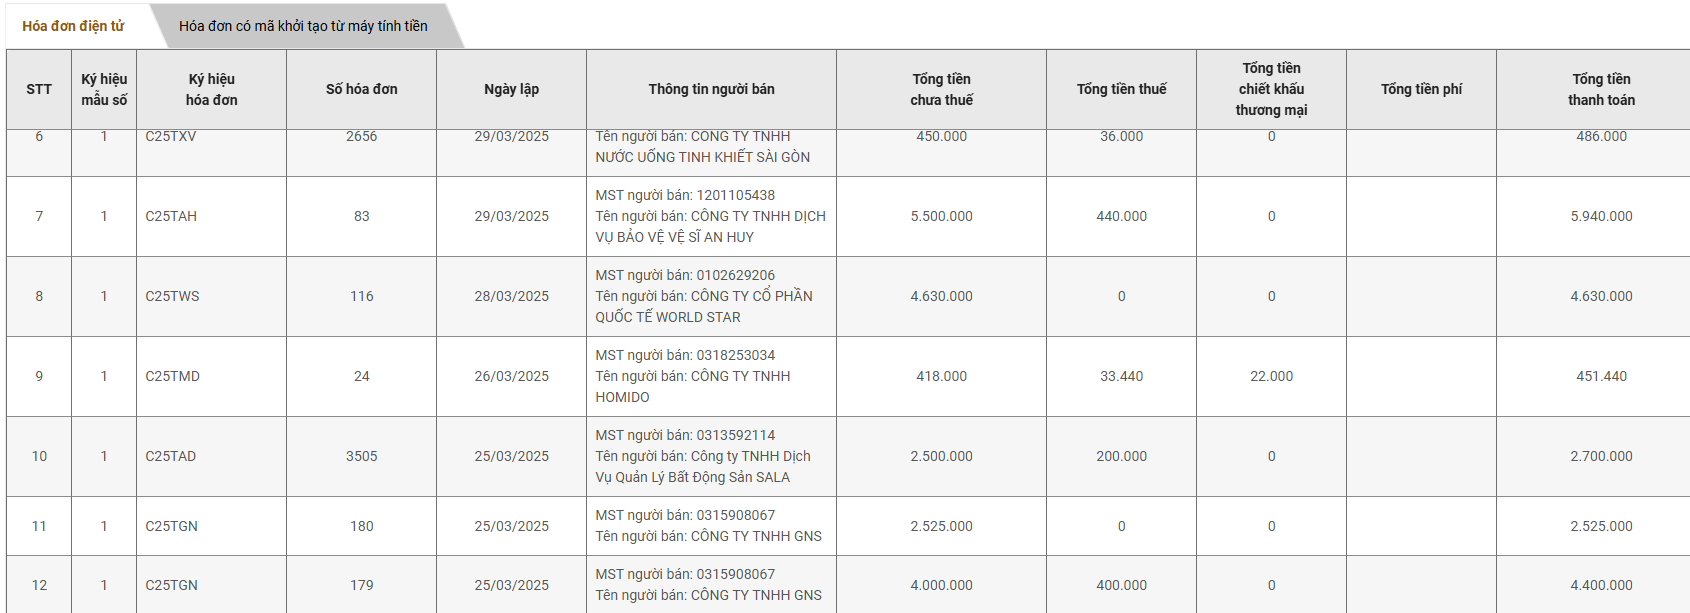 Hóa đơn điện tử
Hóa đơn có mã khởi tạo từ máy tính tiền
STT
Ký hiệu
mẫu số
Ký hiệu
hóa đơn
Số hóa đơn
Ngày lập
Thông tin người bán
Tổng tiền
chưa thuế
Tổng tiền thuế
Tổng tiền
chiết khấu
thương mại
Tổng tiền phí
Tổng tiền
thanh toán
6
1
C25TXV
2656
29/03/2025
Tên người bán: CÔNG TY TNHH
NƯỚC UỐNG TINH KHIẾT SÀI GÒN
450.000
36.000
0
486.000
7
1
C25TAH
83
29/03/2025
MST người bán: 1201105438
Tên người bán: CÔNG TY TNHH DỊCH
VỤ BẢO VỆ VỆ SĨ AN HUY
5.500.000
440.000
0
5.940.000
8
1
C25TWS
116
28/03/2025
MST người bán: 0102629206
Tên người bán: CÔNG TY CỔ PHẦN
QUỐC TẾ WORLD STAR
4.630.000
0
0
4.630.000
9
1
C25TMD
24
26/03/2025
MST người bán: 0318253034
Tên người bán: CÔNG TY TNHH
HOMIDO
418.000
33.440
22.000
451.440
10
1
C25TAD
3505
25/03/2025
MST người bán: 0313592114
Tên người bán: Công ty TNHH Dịch
Vụ Quản Lý Bất Động Sản SALA
2.500.000
200.000
0
2.700.000
11
1
C25TGN
180
25/03/2025
MST người bán: 0315908067
Tên người bán: CÔNG TY TNHH GNS
2.525.000
0
0
2.525.000
12
1
C25TGN
179
25/03/2025
MST người bán: 0315908067
Tên người bán: CÔNG TY TNHH GNS
4.000.000
400.000
0
4.400.000